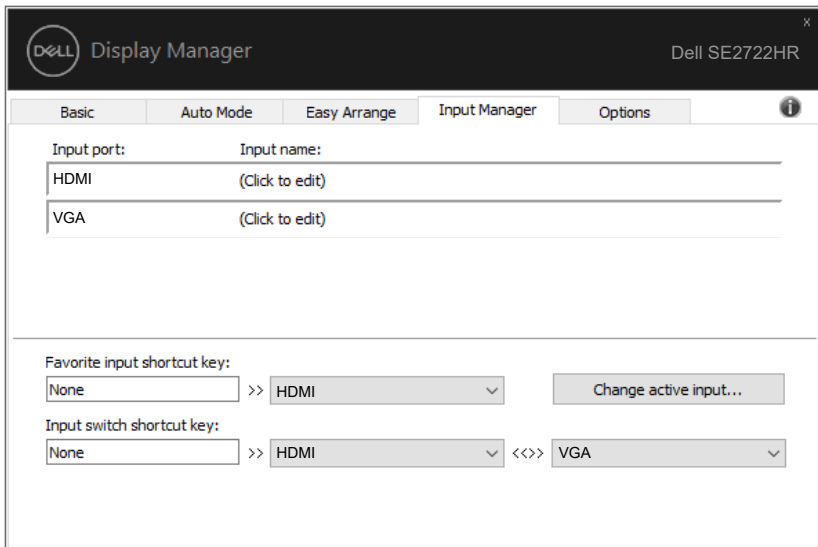 x
DELL Display Manager Dell SE2722HR
Basic Auto Mode Easy Arrange Input Manager Options i
Input port: Input name:
HDMI (Click to edit)
VGA (Click to edit)
Favorite input shortcut key:
None >> HDMI Change active input...
Input switch shortcut key:
None >> HDMI <<>> VGA